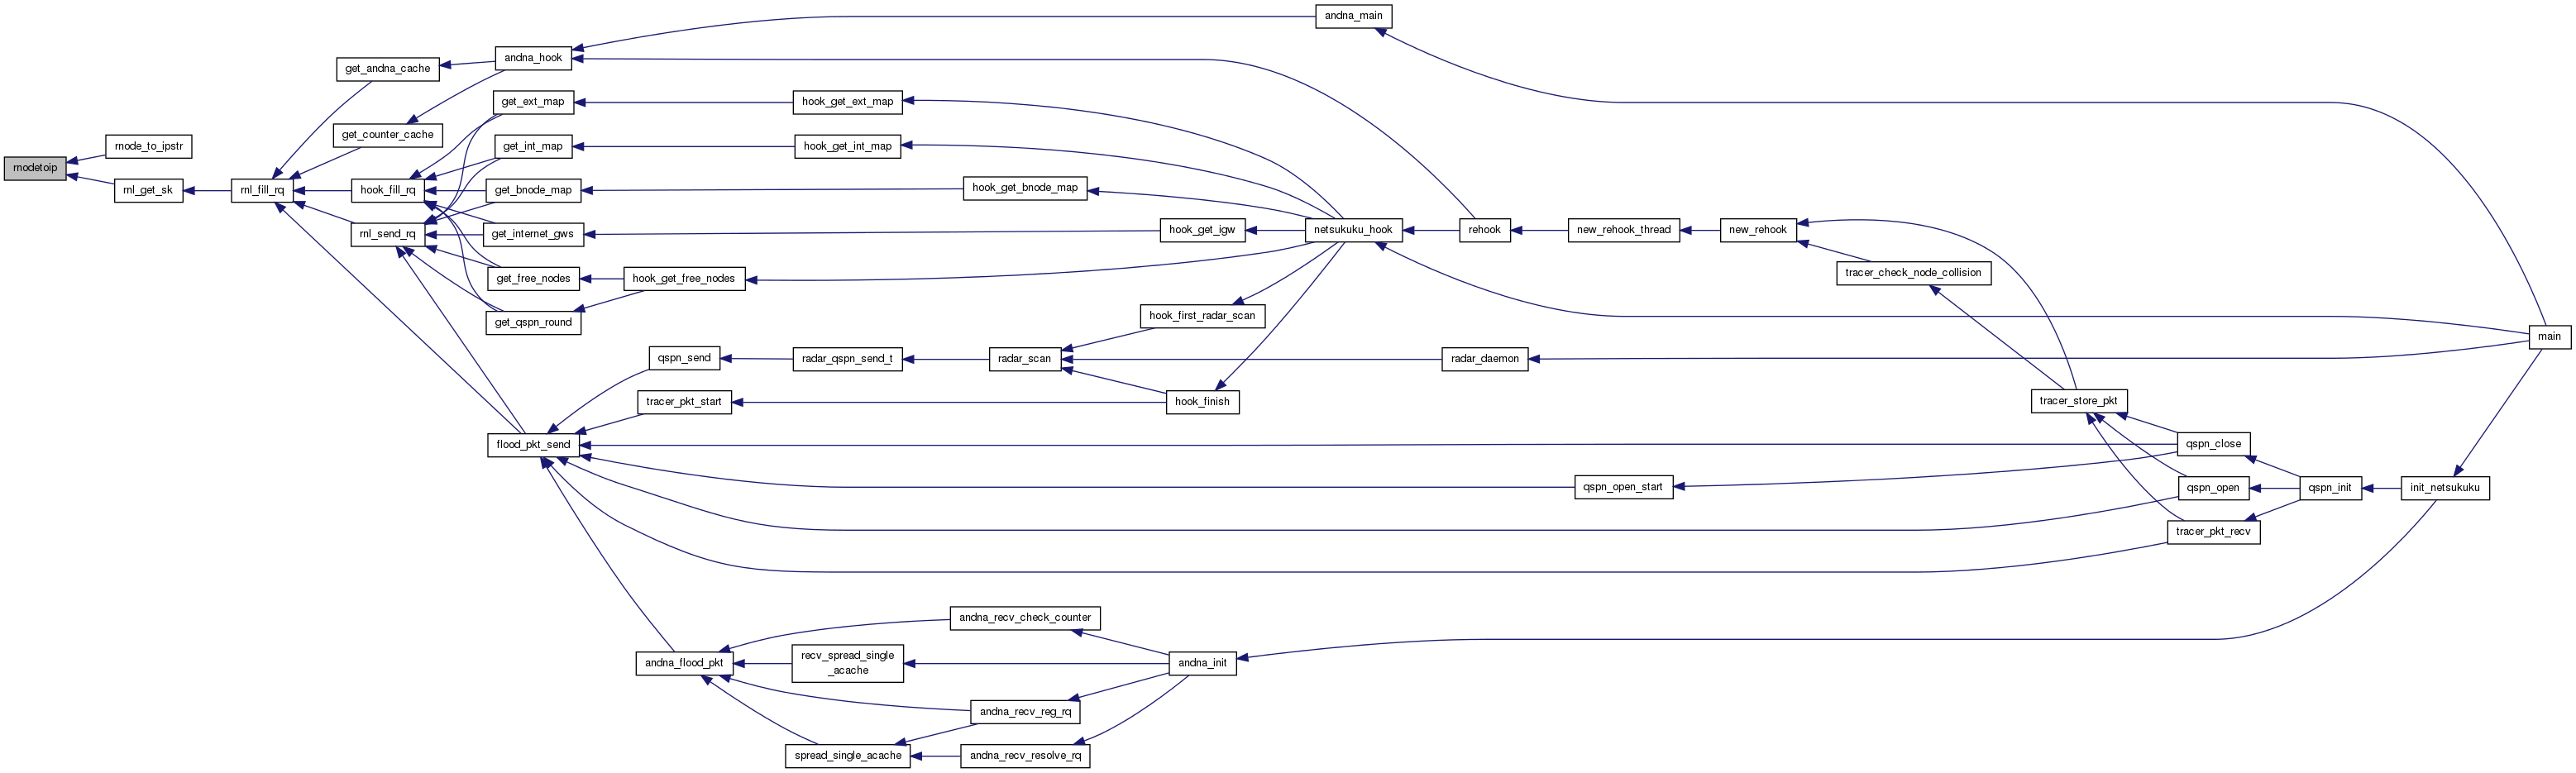 rnodetoip
rnode_to_ipstr
rnl_get_sk
rnl_fill_rq
get_andna_cache
get_counter_cache
hook_fill_rq
rnl_send_rq
andna_hook
get_ext_map
get_int_map
get_bnode_map
get_internet_gws
get_free_nodes
get_qspn_round
flood_pkt_send
hook_get_free_nodes
qspn_send
tracer_pkt_start
andna_flood_pkt
hook_get_ext_map
hook_get_int_map
radar_qspn_send_t
recv_spread_single
_acache
spread_single_acache
hook_get_bnode_map
radar_scan
andna_recv_check_counter
andna_recv_reg_rq
andna_recv_resolve_rq
hook_get_igw
hook_first_radar_scan
hook_finish
andna_init
andna_main
netsukuku_hook
rehook
radar_daemon
new_rehook_thread
qspn_open_start
new_rehook
tracer_check_node_collision
tracer_store_pkt
qspn_close
qspn_open
tracer_pkt_recv
qspn_init
init_netsukuku
main